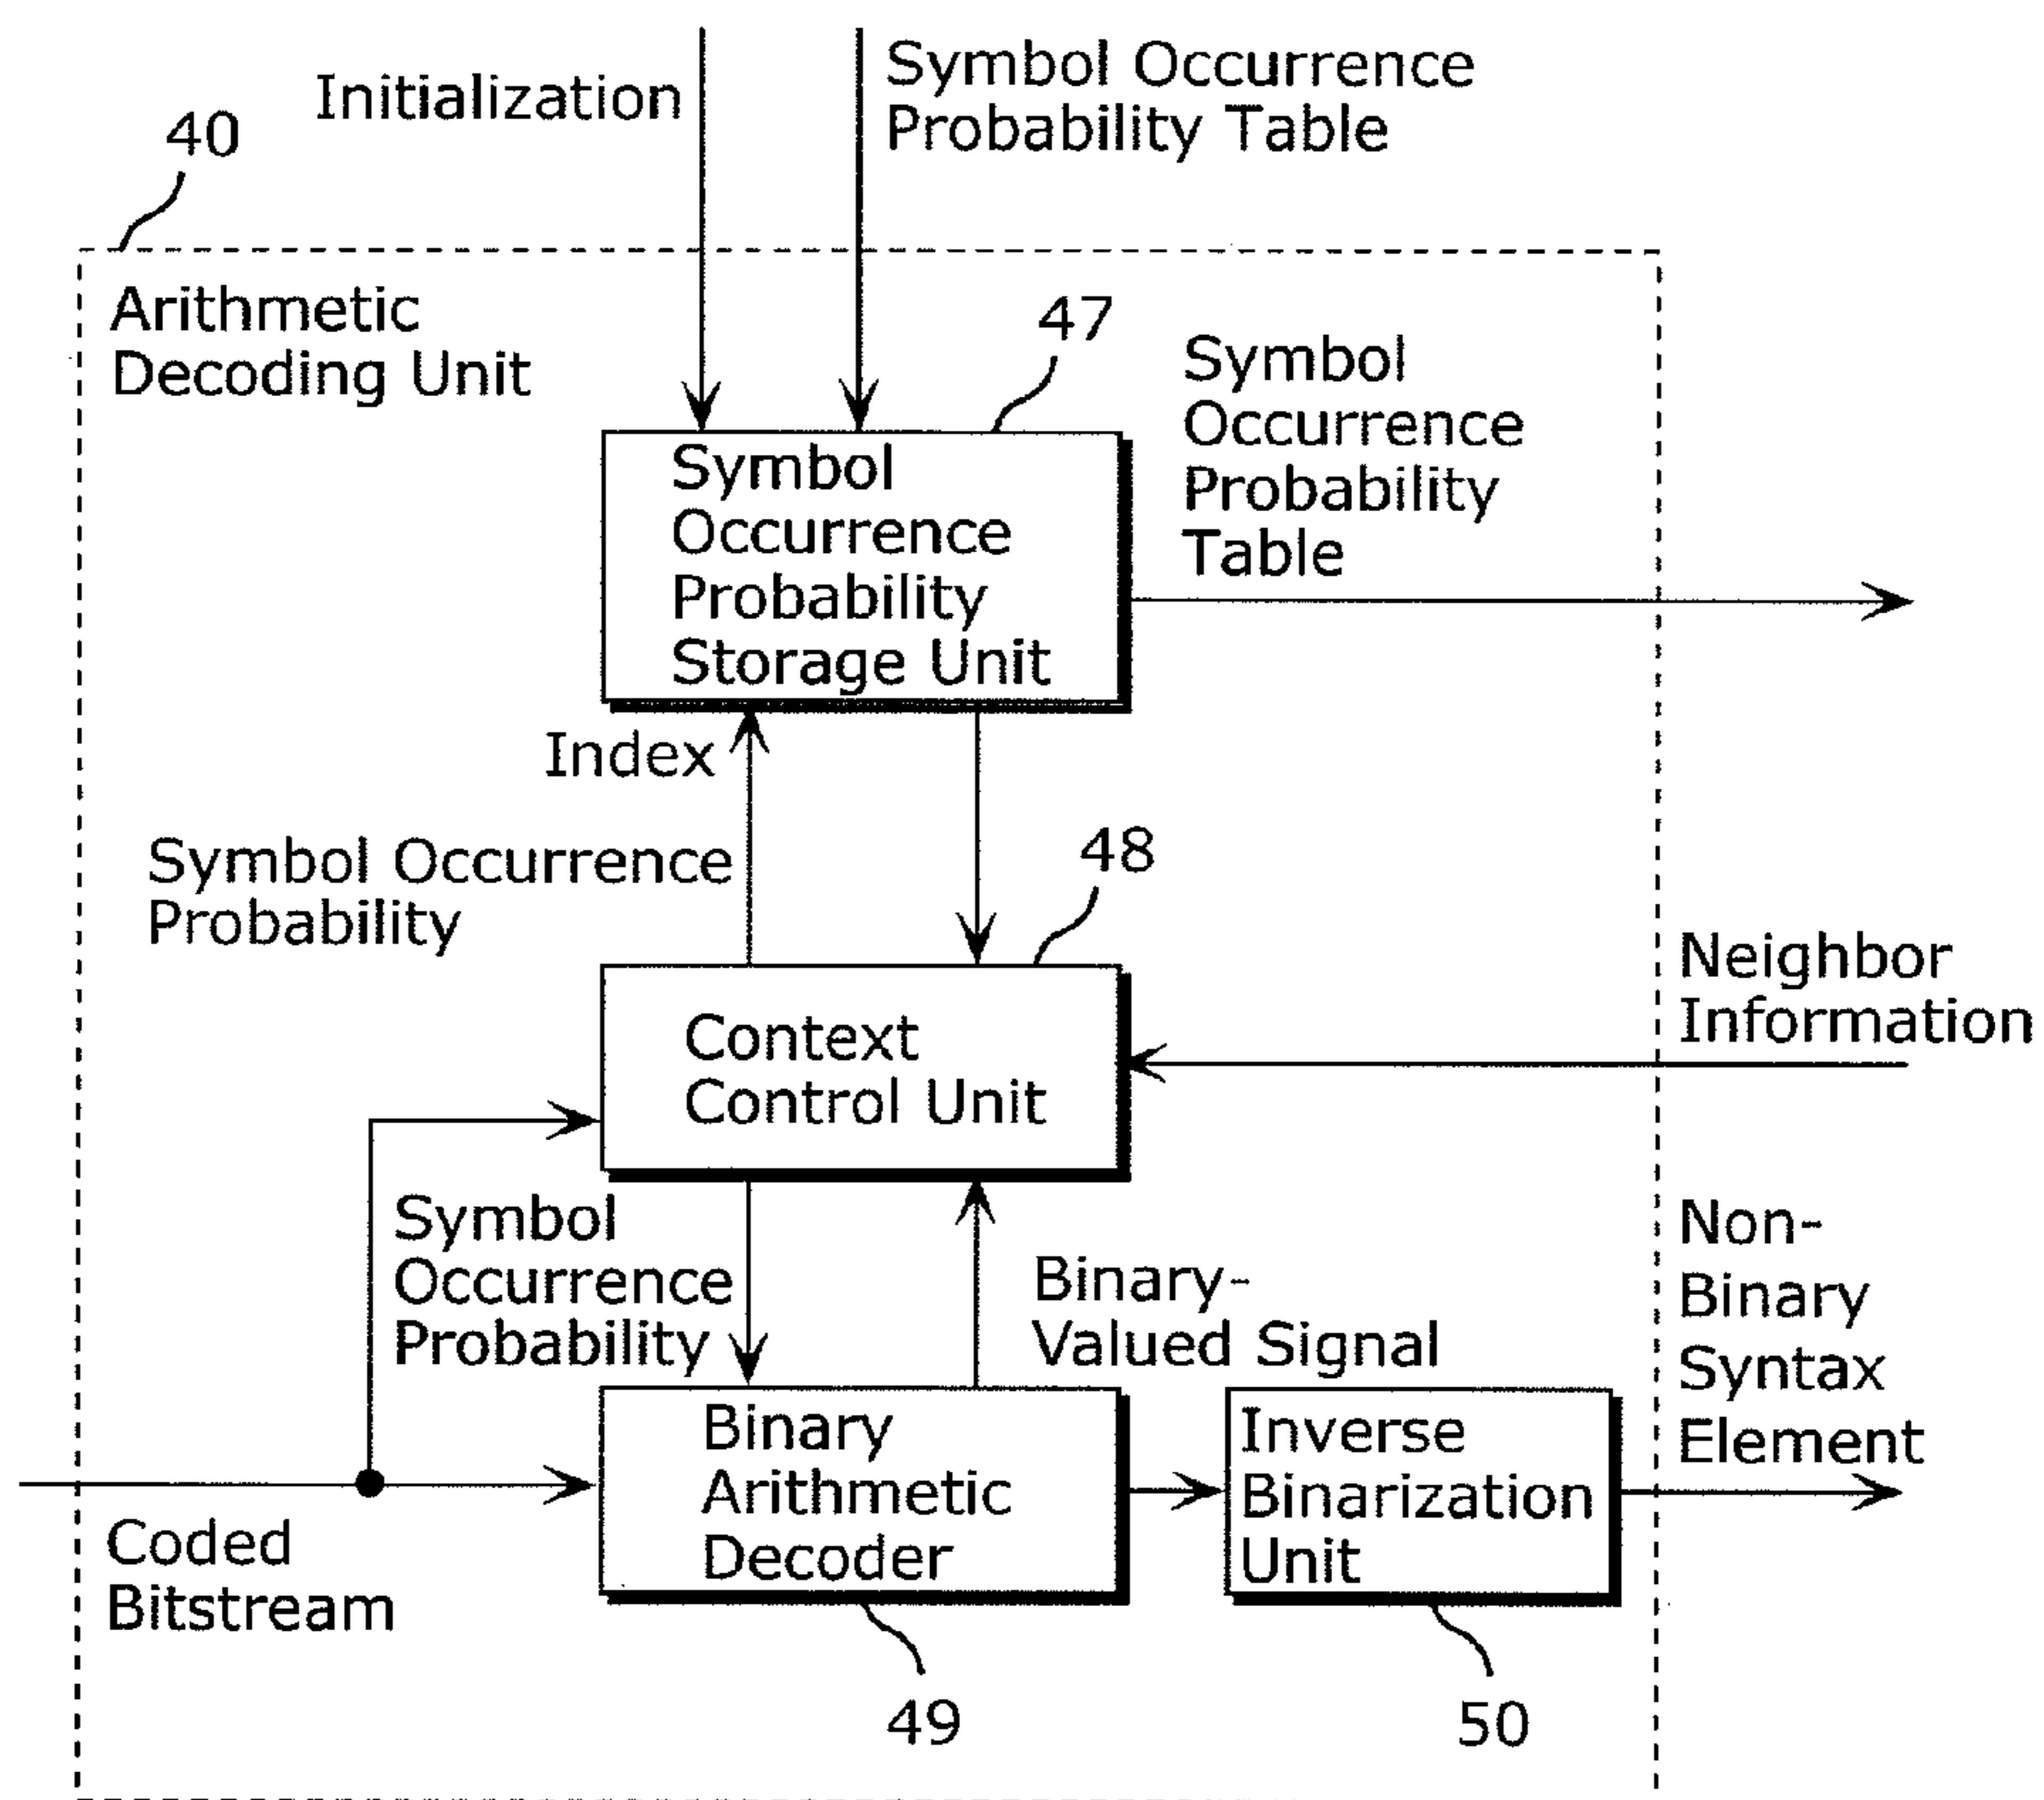 Initialization
Symbol Occurrence
Probability Table
40
Arithmetic
Decoding Unit
47
Symbol
Occurrence
Probability
Storage Unit
Symbol
Occurrence
Probability
Table
Index
Symbol Occurrence
Probability
48
Context
Control Unit
Neighbor
Information
Symbol
Occurrence
Probability
Binary-
Valued Signal
Non-
Binary
Syntax
Element
Binary
Arithmetic
Decoder
Inverse
Binarization
Unit
Coded
Bitstream
49
50